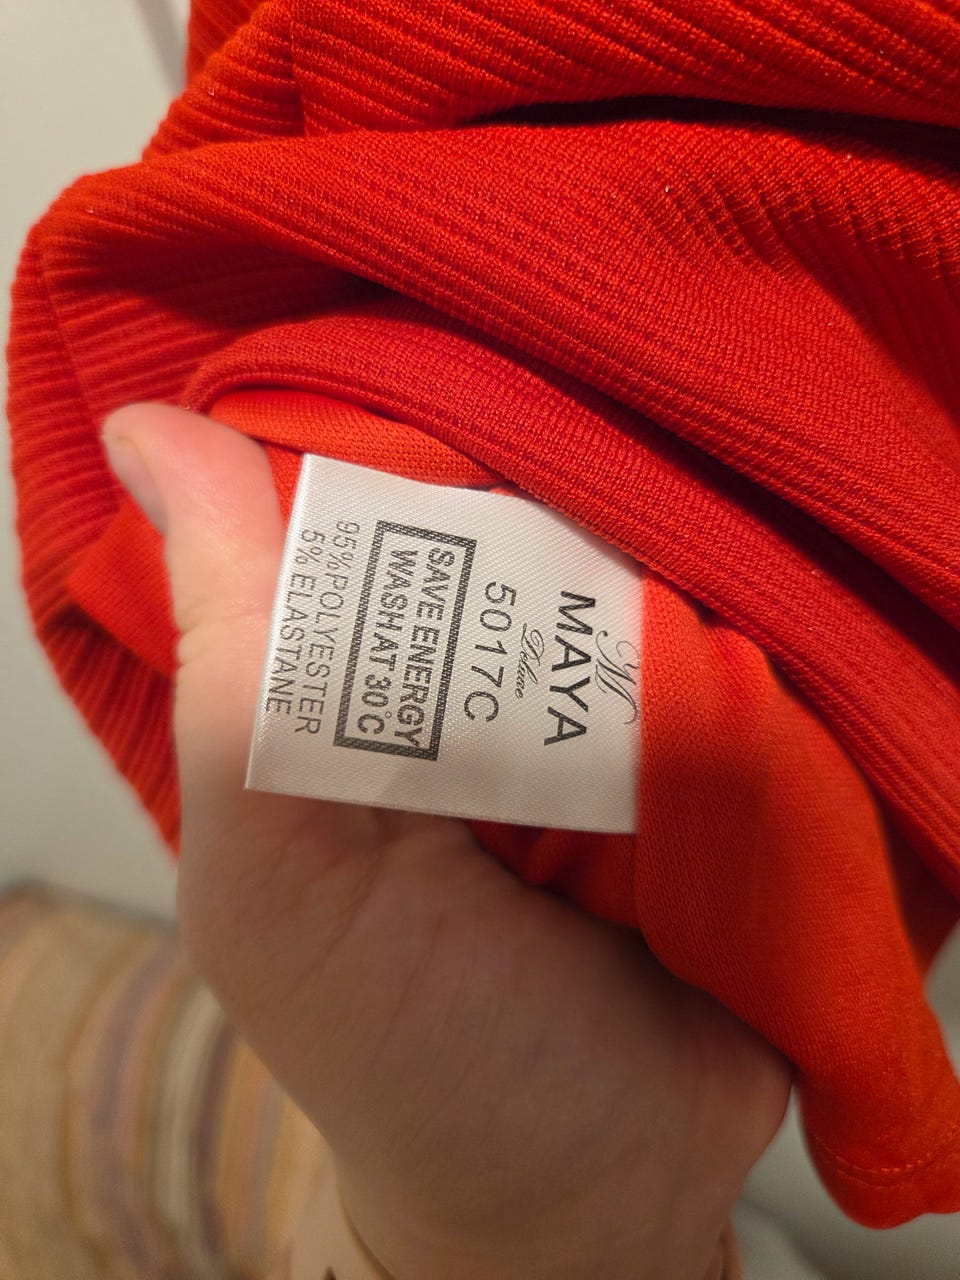 M
MAYA
Deluxe
5017C
SAVE ENERGY
WASH AT 30°C
95%POLYESTER
5% ELASTANE